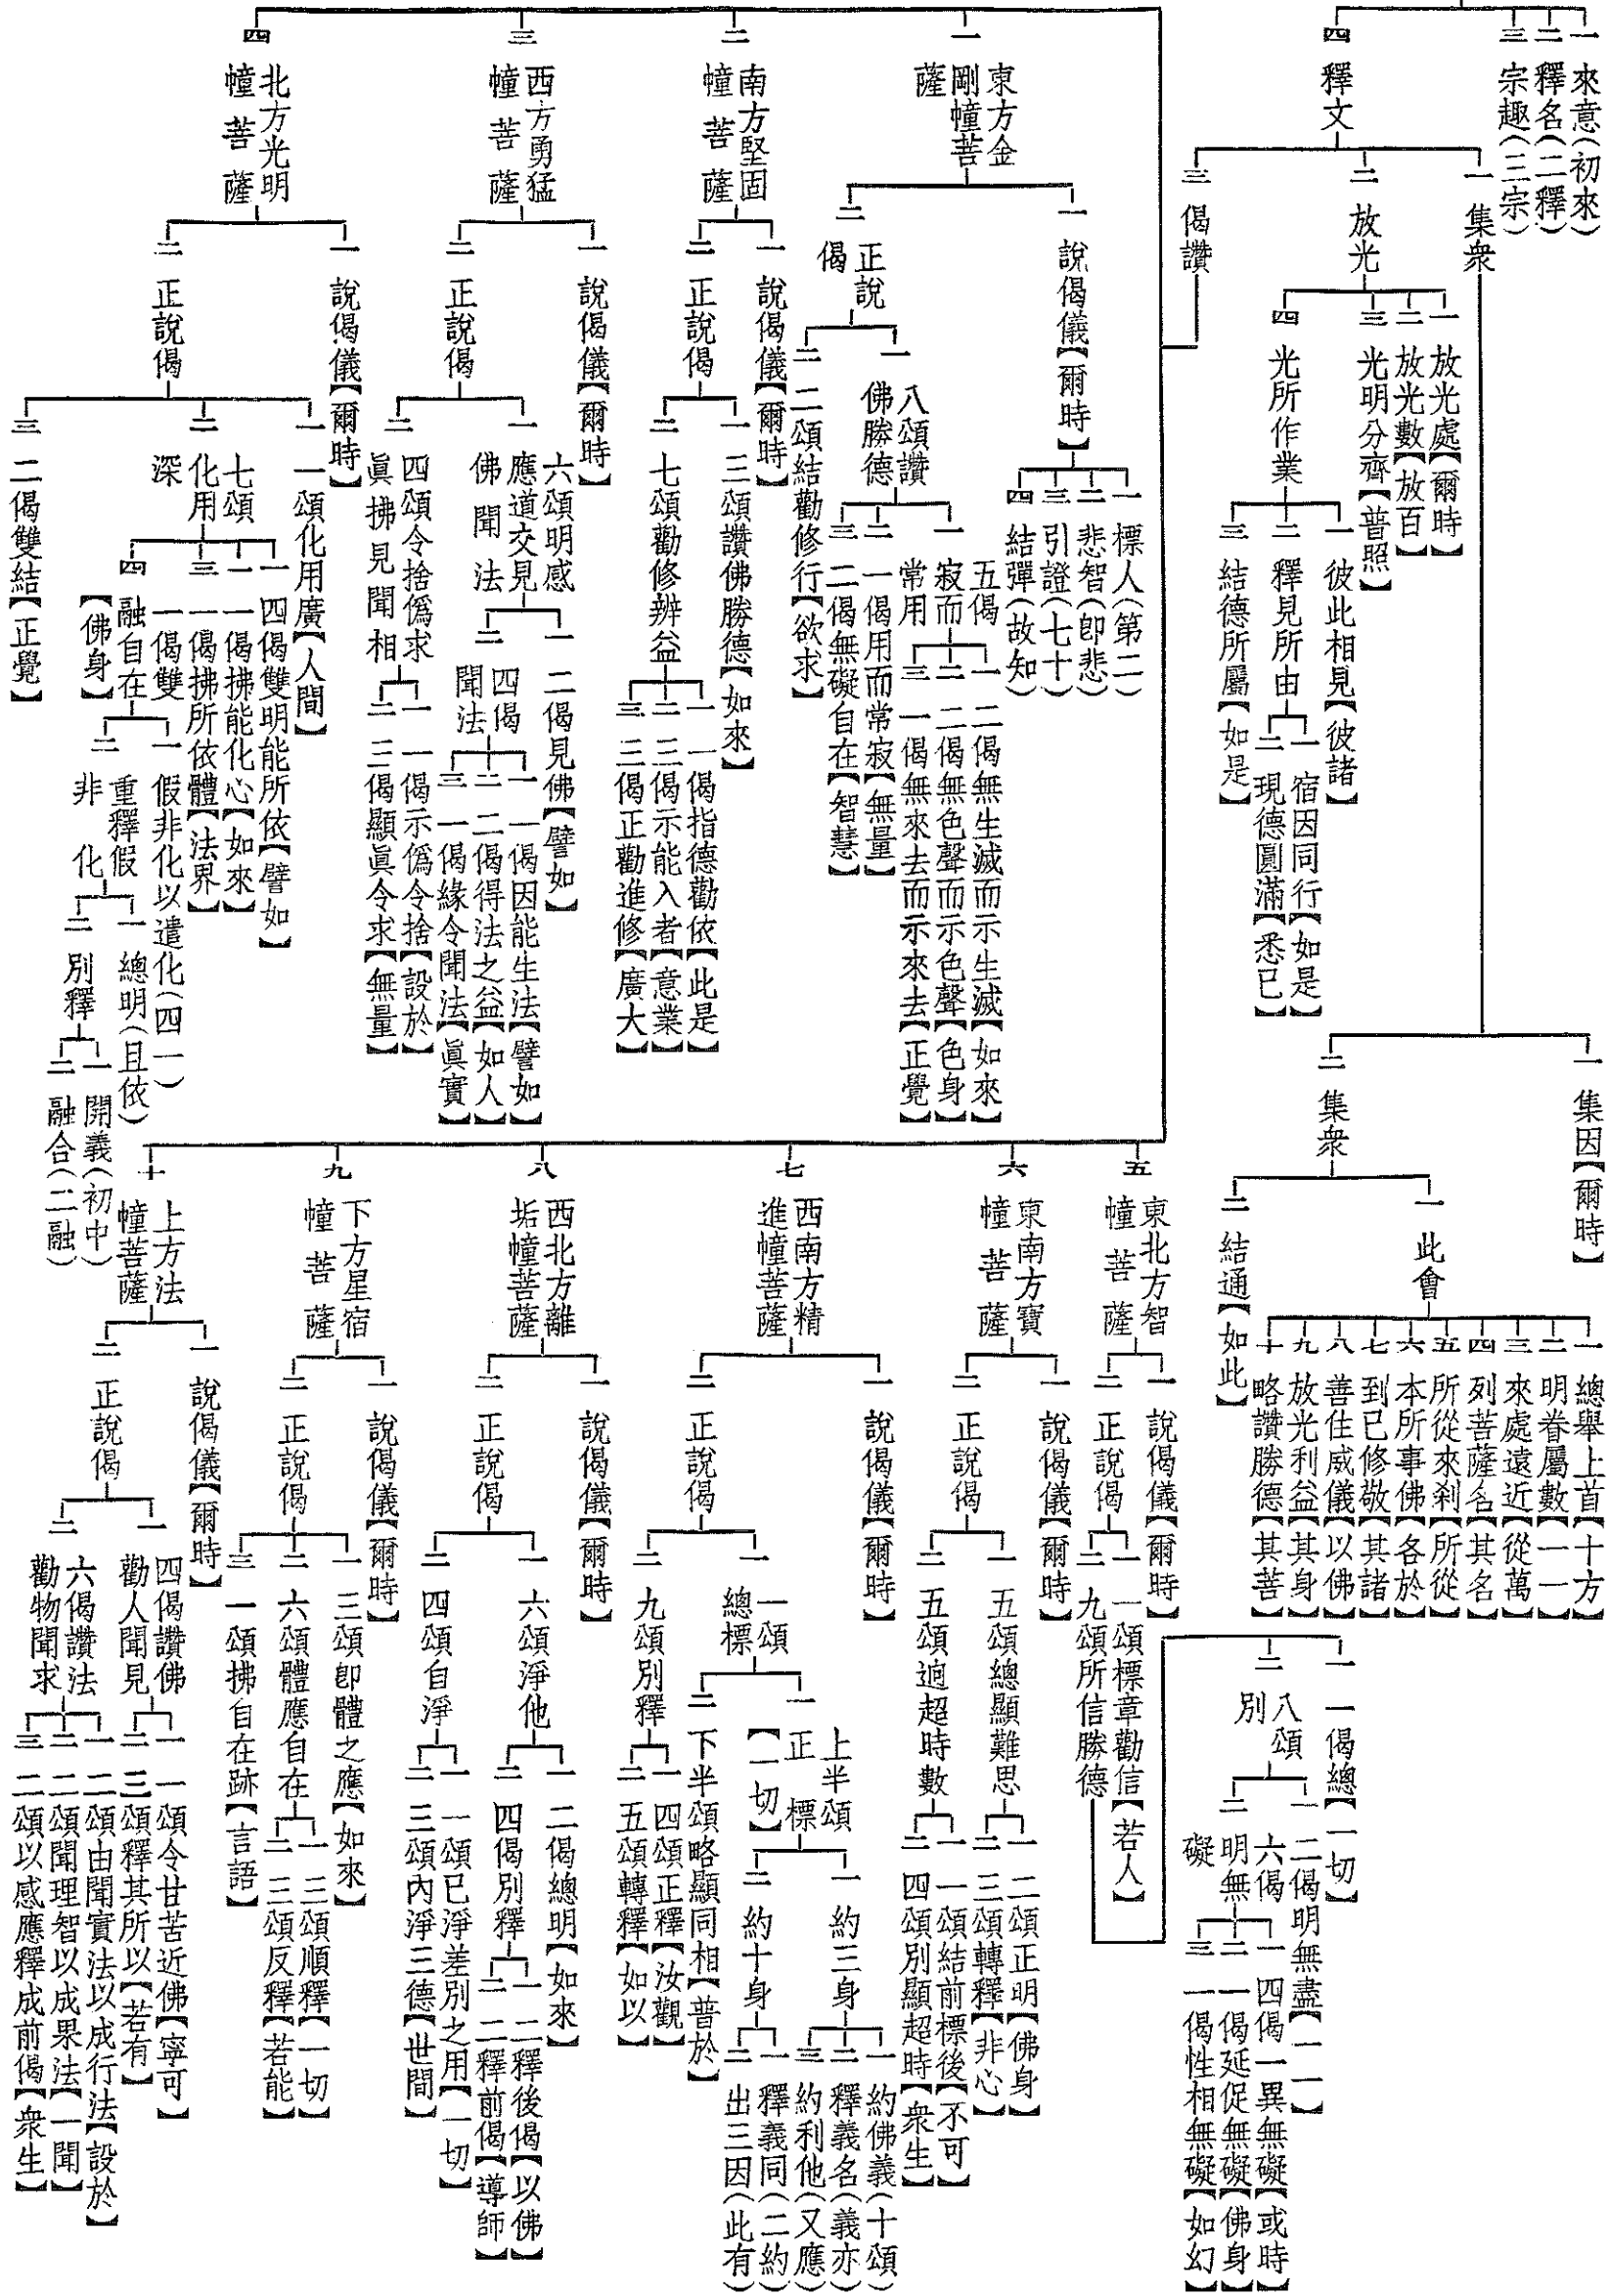 一 來意(初來)
二 釋名(二釋)
三 宗趣(三宗)
四 釋文
一 集衆
一 集因【爾時】
二 集衆
一 此會
一 總舉上首【十方】
二 明眷屬數【一一】
三 來處遠近【從萬】
四 列菩薩名【其名】
五 所從來刹【所從】
六 本所事佛【各於】
七 到已修敬【其諸】
八 善住威儀【以佛】
九 放光利益【其身】
十 略讚勝德【其善】
二 結通【如此】
二 放光
一 放光處【爾時】
二 放光數【放百】
三 光明分齊【普照】
四 光所作業
一 彼此相見【彼諸】
二 釋見所由
一 宿因同行【如是】
二 現德圓滿【悉已】
三 結德所屬【如是】
三 偈讚
一 東方金剛幢菩薩
一 說偈儀【爾時】
一 標人(第二)
二 悲智(卽悲)
三 引證(七十)
四 結彈(故知)
二 正說偈
一 八頌讚佛勝德
一 五偈寂而常用
一 二偈無生滅而示生滅【如來】
二 二偈無色聲而示色聲【色身】
三 一偈無來去而示來去【正覺】
二 一偈用而常寂【無量】
三 二偈無礙自在【智慧】
二 二頌結勸修行【欲求】
二 南方堅固幢菩薩
一 說偈儀【爾時】
二 正說偈
一 三頌讚佛勝德【如來】
二 七頌勸修辨益
一 一偈指德勸依【此是】
二 三偈示能入者【意業】
三 三偈正勸進修【廣大】
三 西方勇猛幢菩薩
一 說偈儀【爾時】
二 正說偈
一 六頌明感應道交見佛聞法
一 二偈見佛【譬如】
二 四偈聞法
一 一偈因能生法【譬如】
二 二偈得法之益【如人】
三 一偈緣令聞法【眞實】
二 四頌令捨僞求眞拂見聞相
一 一偈示僞令捨【設於】
二 三偈顯眞令求【無量】
四 北方光明幢菩薩
一 說偈儀【爾時】
二 正說偈
一 一頌化用廣【人間】
二 七頌化用深
一 四偈雙明能所依【譬如】
二 一偈拂能化心【如來】
三 一偈拂所依體【法界】
四 一偈雙融自在【佛身】
一 假非化以遣化(四一)
二 重釋假非化
一 總明(且依)
二 別釋
一 開義(初中)
二 融合(二融)
三 二偈雙結【正覺】
五 東北方智幢菩薩
一 說偈儀【爾時】
二 正說偈
一 一頌標章勸信【若人】
二 九頌所信勝德
一 一偈總【一切】
二 八頌別
一 二偈明無盡【一一】
二 六偈明無礙
一 四偈一異無礙【或時】
二 一偈延促無礙【佛身】
三 一偈性相無礙【如幻】
六 東南方寶幢菩薩
一 說偈儀【爾時】
二 正說偈
一 五頌總顯難思
一 二頌正明【佛身】
二 三頌轉釋【非心】
二 五頌逈超時數
一 一頌結前標後【不可】
二 四頌別顯超時【衆生】
七 西南方精進幢菩薩
一 說偈儀【爾時】
二 正說偈
一 一頌總標
一 上半頌正標【一切】
一 約三身
一 約佛義(十頌)
二 釋義名(義亦)
三 約利他(又應)
二 約十身
一 釋義同(二約)
二 出三因(此有)
二 下半頌略顯同相【普於】
二 九頌別釋
一 四頌正釋【汝觀】
二 五頌轉釋【如以】
八 西北方離垢幢菩薩
一 說偈儀【爾時】
二 正說偈
一 六頌淨他
一 二偈總明【如來】
二 四偈別釋
一 二釋後偈【以佛】
二 二釋前偈【導師】
二 四頌自淨
一 一頌已淨差別之用【一切】
二 三頌內淨三德【世間】
九 下方星宿幢菩薩
一 說偈儀【爾時】
二 正說偈
一 三頌卽體之應【如來】
二 六頌體應自在
一 三頌順釋【一切】
二 三頌反釋【若能】
三 一頌拂自在跡【言語】
十 上方法幢菩薩
一 說偈儀【爾時】
二 正說偈
一 四偈讚佛勸人聞見
一 一頌令甘苦近佛【寧可】
二 三頌釋其所以【若有】
二 六偈讚法勸物聞求
一 二頌由聞實法以成行法【設於】
二 二頌聞理智以成果法【一聞】
三 二頌以感應釋成前偈【衆生】